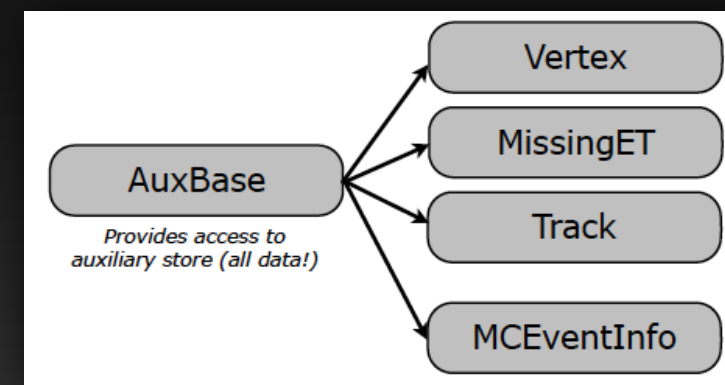 Vertex
MissingET
AuxBase
Track
Provides access to
auxiliary store (all data!)
MCEventInfo